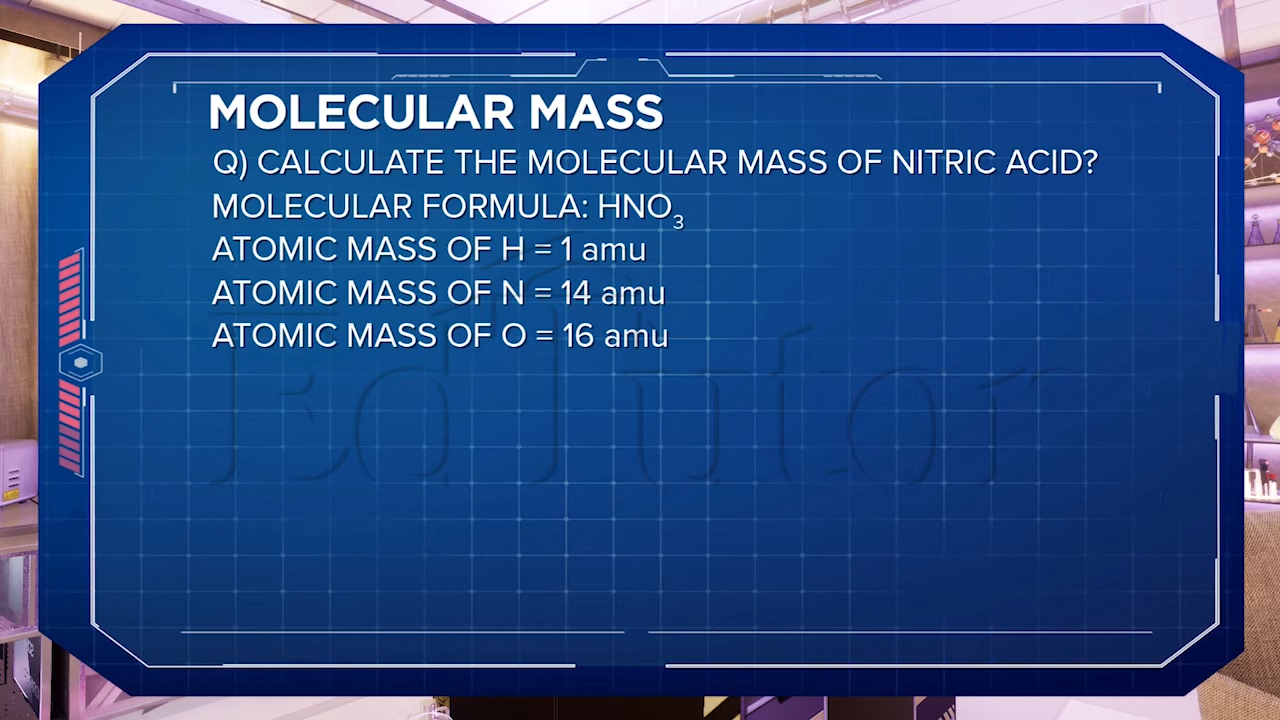 MOLECULAR MASS
Q) CALCULATE THE MOLECULAR MASS OF NITRIC ACID?
MOLECULAR FORMULA: HNO₃
ATOMIC MASS OF H = 1 amu
ATOMIC MASS OF N = 14 amu
ATOMIC MASS OF O = 16 amu
EdTutor